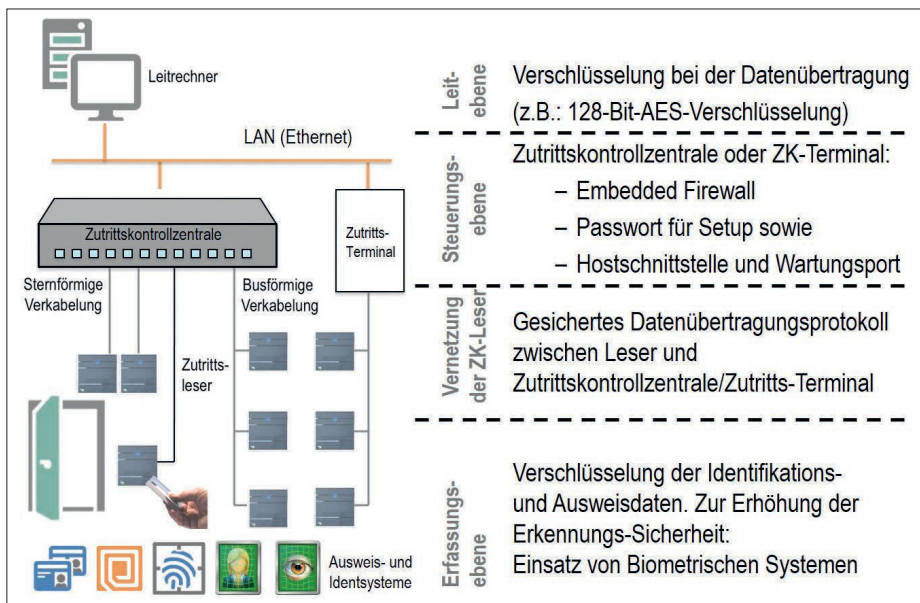 Leitrechner
LAN (Ethernet)
Zutrittskontrollzentrale
Zutritts-
Terminal
Sternförmige
Verkabelung
Busförmige
Verkabelung
Zutritts-
leser
Ausweis- und
Identsysteme
Leit-
ebene
Verschlüsselung bei der Datenübertragung
(z.B.: 128-Bit-AES-Verschlüsselung)
Steuerungs-
ebene
Zutrittskontrollzentrale oder ZK-Terminal:
– Embedded Firewall
– Passwort für Setup sowie
– Hostschnittstelle und Wartungsport
Vernetzung
der ZK-Leser
Gesichertes Datenübertragungsprotokoll
zwischen Leser und
Zutrittskontrollzentrale/Zutritts-Terminal
Erfassungs-
ebene
Verschlüsselung der Identifikations-
und Ausweisdaten. Zur Erhöhung der
Erkennungs-Sicherheit:
Einsatz von Biometrischen Systemen